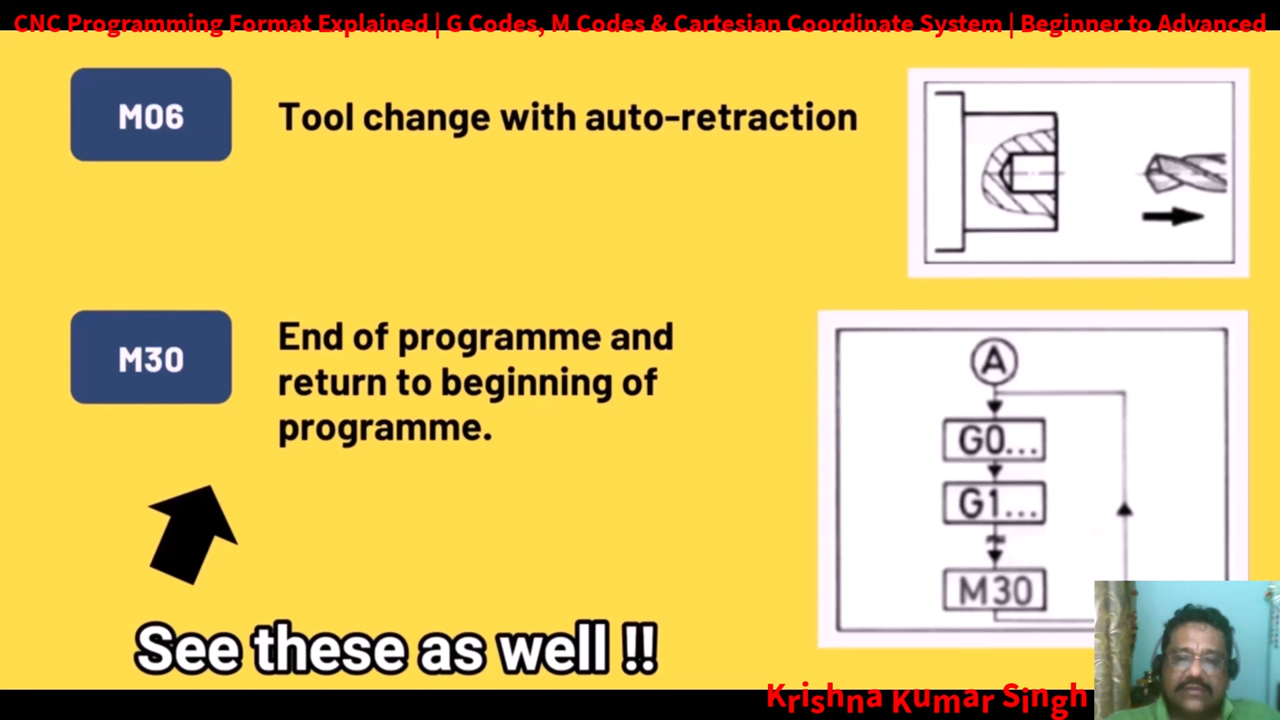 CNC Programming Format Explained | G Codes, M Codes & Cartesian Coordinate System | Beginner to Advanced
M06
Tool change with auto-retraction
M30
End of programme and
return to beginning of
programme.
A
G0...
G1...
M30
See these as well !!
Krishna Kumar Singh